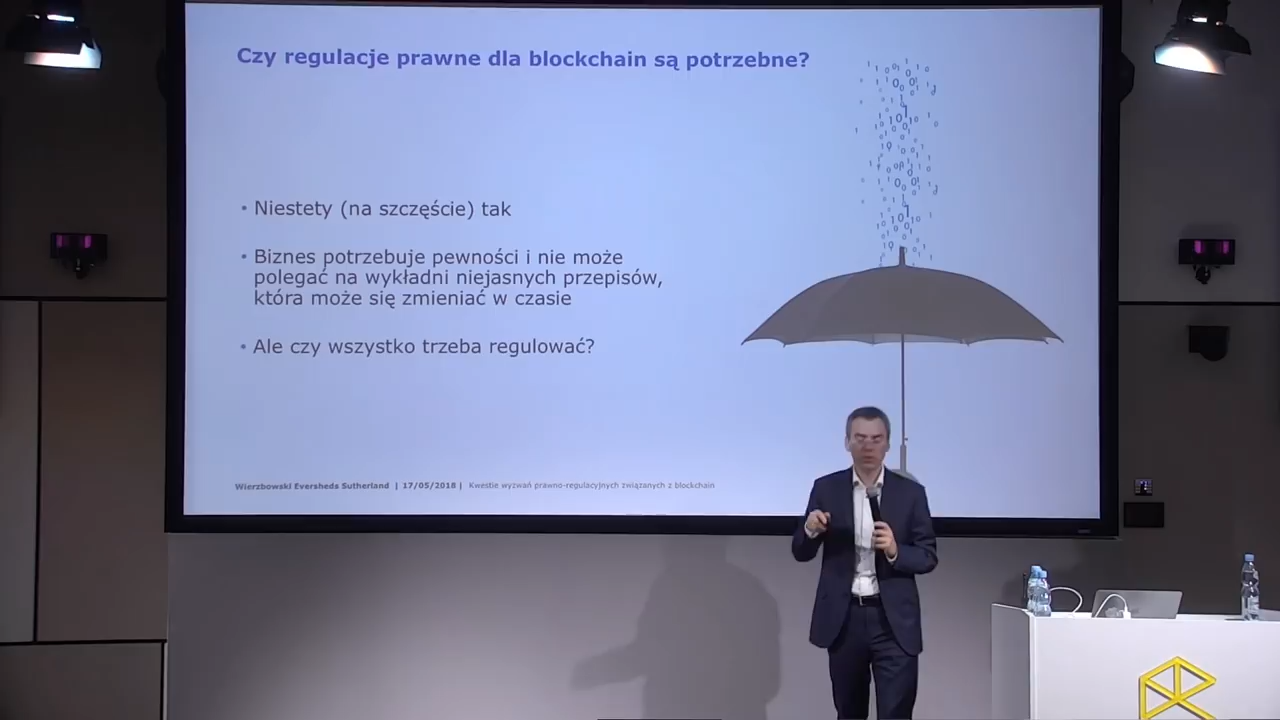 Czy regulacje prawne dla blockchain są potrzebne?
• Niestety (na szczęście) tak
• Biznes potrzebuje pewności i nie może
polegać na wykładni niejasnych przepisów,
która może się zmieniać w czasie
• Ale czy wszystko trzeba regulować?
Wierzbowski Eversheds Sutherland | 17/05/2018 | Kwestie wyzwań prawno-regulacyjnych związanych z blockchain